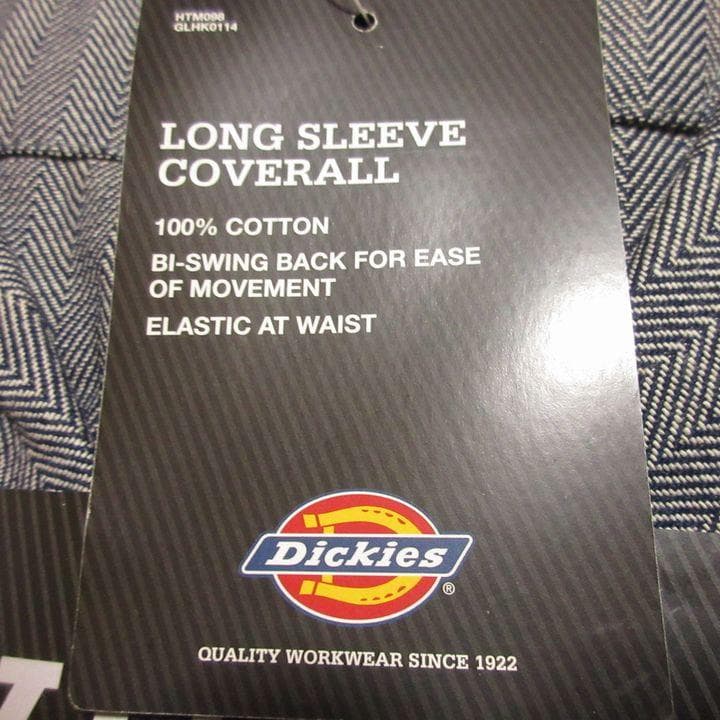 HTM098
GLHK0114
LONG SLEEVE
COVERALL
100% COTTON
BI-SWING BACK FOR EASE
OF MOVEMENT
ELASTIC AT WAIST
Dickies®
QUALITY WORKWEAR SINCE 1922